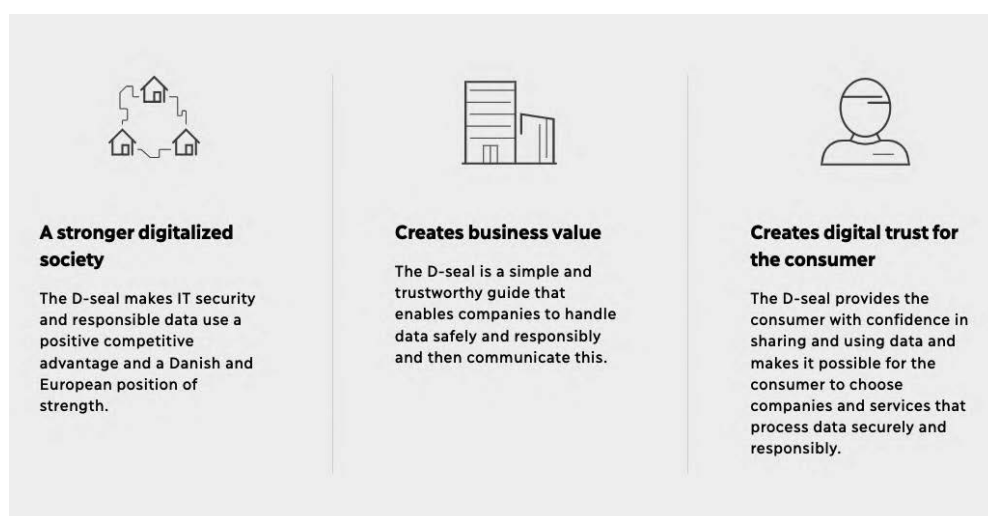 A stronger digitalized
society
The D-seal makes IT security
and responsible data use a
positive competitive
advantage and a Danish and
European position of
strength.
Creates business value
The D-seal is a simple and
trustworthy guide that
enables companies to handle
data safely and responsibly
and then communicate this.
Creates digital trust for
the consumer
The D-seal provides the
consumer with confidence in
sharing and using data and
makes it possible for the
consumer to choose
companies and services that
process data securely and
responsibly.